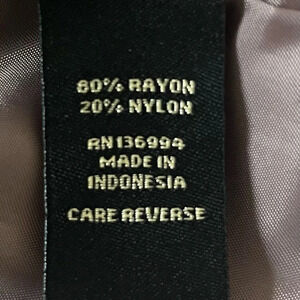 80% RAYON
20% NYLON
RN136994
MADE IN
INDONESIA
CARE REVERSE